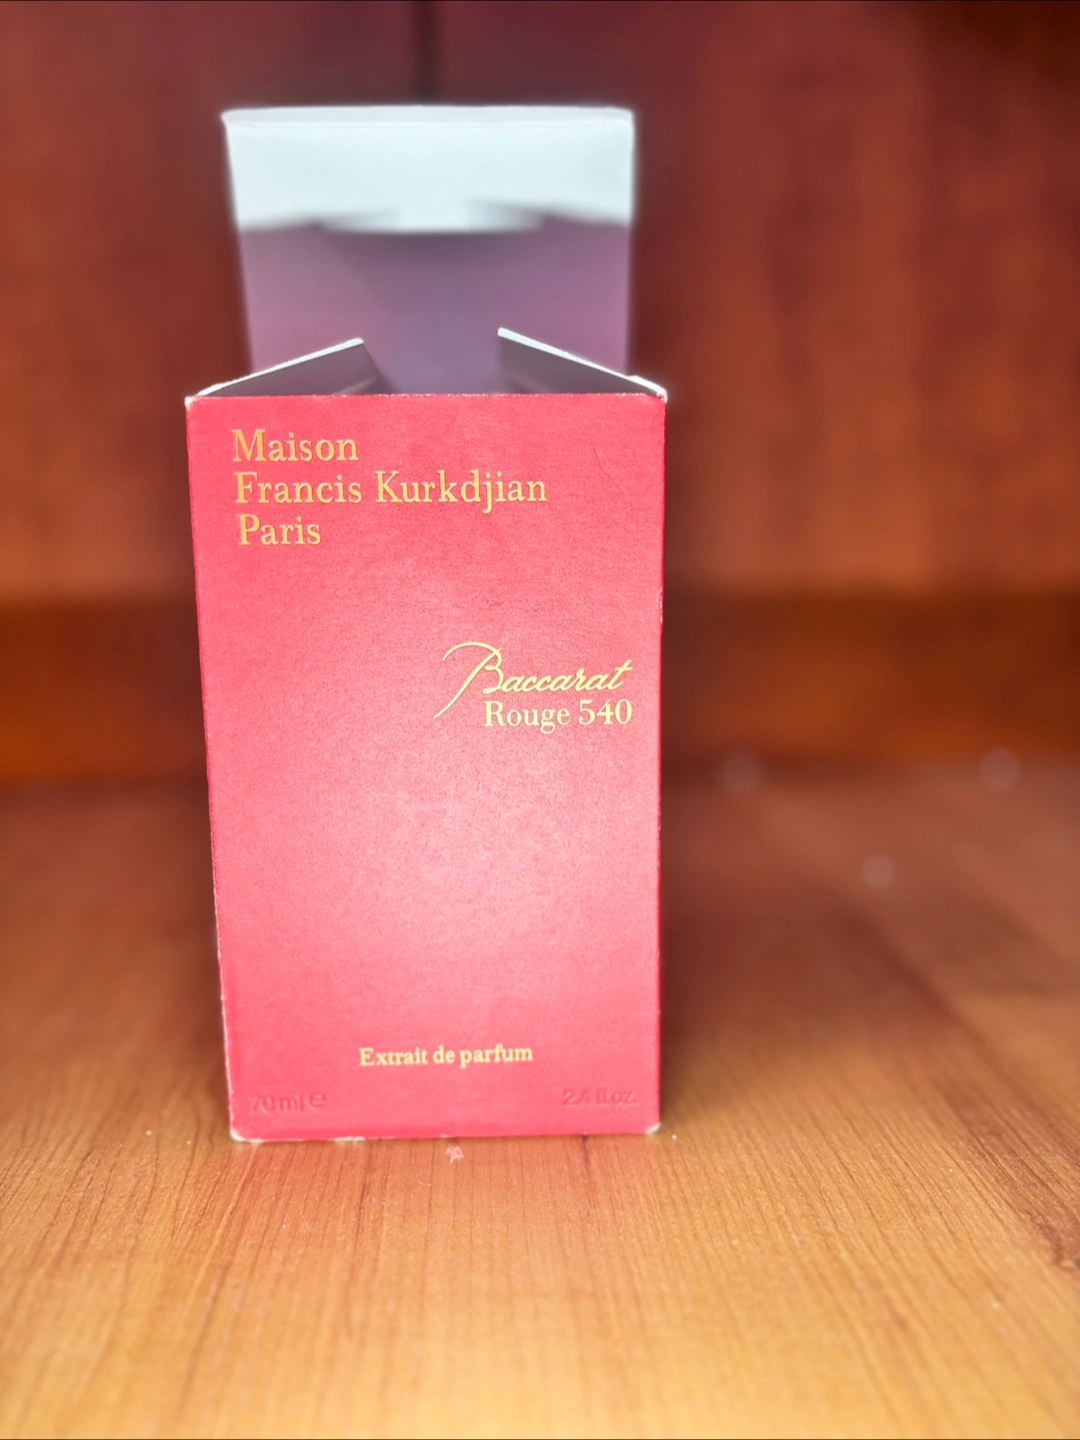 Maison
Francis Kurkdjian
Paris
Baccarat
Rouge 540
Extrait de parfum
70 ml ℮ 2.4 fl.oz.